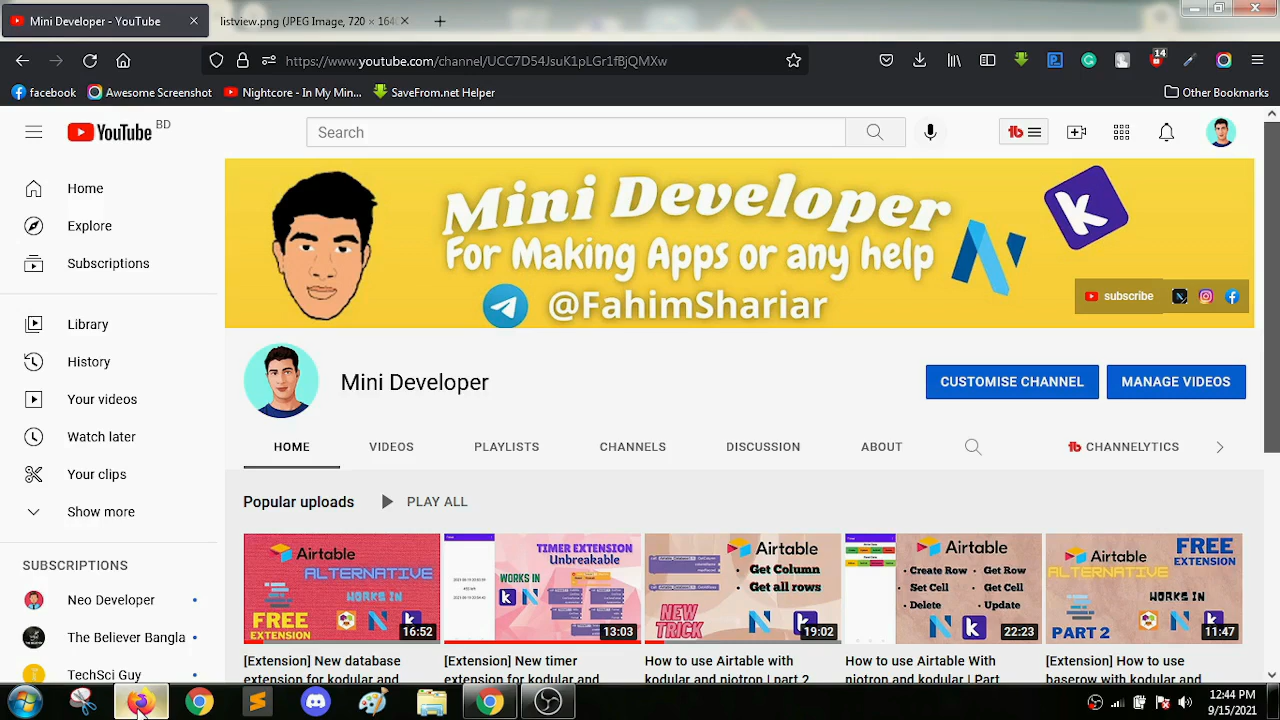 Mini Developer - YouTube
listview.png (JPEG Image, 720 × 164
https://www.youtube.com/channel/UCC7D54JsuK1pLGr1fBjQMXw
14
facebook
Awesome Screenshot
Nightcore - In My Min...
SaveFrom.net Helper
Other Bookmarks
YouTube BD
Search
tb
Home
Explore
Subscriptions
Library
History
Your videos
Watch later
Your clips
Show more
SUBSCRIPTIONS
Neo Developer
The Believer Bangla
TechSci Guy
Mini Developer
For Making Apps or any help
@FahimShariar
subscribe
Mini Developer
CUSTOMISE CHANNEL
MANAGE VIDEOS
HOME
VIDEOS
PLAYLISTS
CHANNELS
DISCUSSION
ABOUT
tb CHANNELYTICS
Popular uploads
PLAY ALL
Airtable
ALTERNATIVE
WORKS IN
FREE
EXTENSION
16:52
[Extension] New database
extension for kodular and
TIMER EXTENSION
Unbreakable
WORKS IN
13:03
[Extension] New timer
extension for kodular and
Airtable
• Get Column
• Get all rows
NEW
TRICK
19:02
How to use Airtable with
kodular and niotron | part 2
Airtable
• Create Row • Get Row
Set Cell • Get Cell
• Delete • Update
22:23
How to use Airtable With
kodular and niotron | Part
Airtable
FREE
EXTENSION
ALTERNATIVE
WORKS IN
PART 2
11:47
[Extension] How to use
baserow with kodular and
12:44 PM
9/15/2021